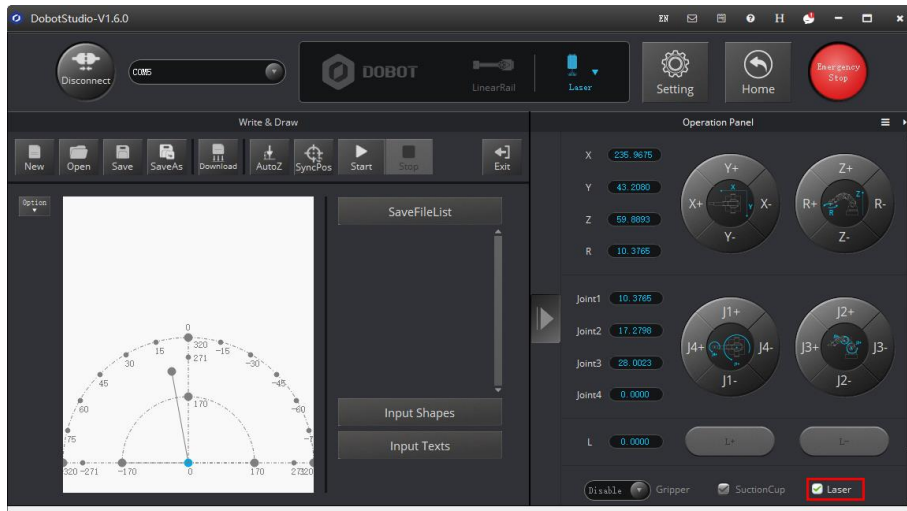 DobotStudio-V1.6.0
EN
H
Disconnect
COM5
DOBOT
LinearRail
Laser
Setting
Home
Emergency
Stop
Write & Draw
Operation Panel
New
Open
Save
SaveAs
Download
AutoZ
SyncPos
Start
Stop
Exit
Option
SaveFileList
Input Shapes
Input Texts
0
320
271
15
-15
30
-30
45
-45
60
-60
170
75
-7
320 -271 -170 0 170 27320
X 235.9675
Y 43.2080
Z 59.8893
R 10.3765
Y+
X+ X-
Y-
X
Y
Z+
R+ R-
Z-
Z
R
Joint1 10.3765
Joint2 17.2798
Joint3 28.0023
Joint4 0.0000
J1+
J4+ J4-
J1-
J2+
J3+ J3-
J2-
L 0.0000 L+ L-
Disable Gripper SuctionCup Laser